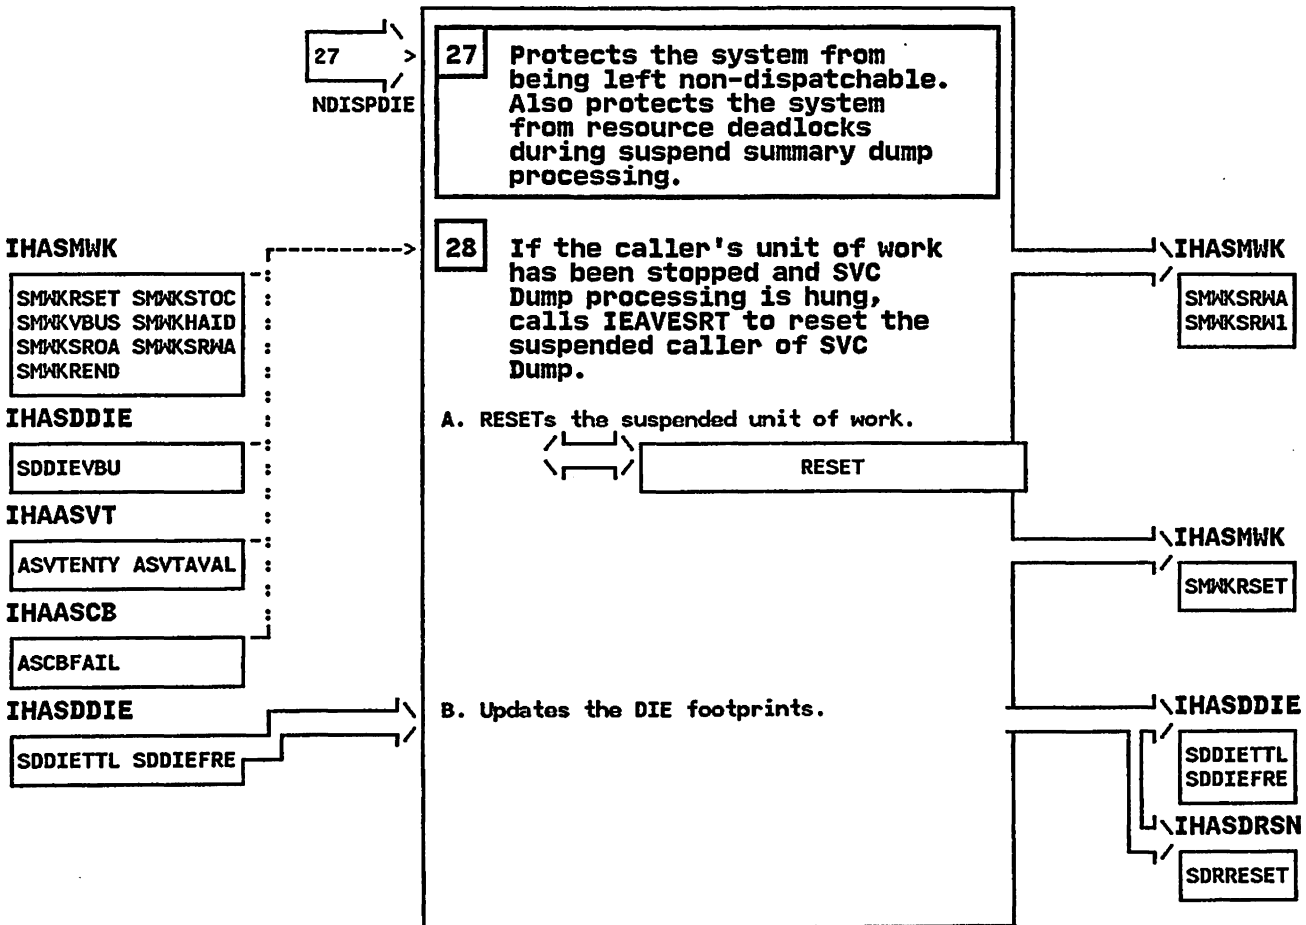 27
NDISPDIE
27 Protects the system from
being left non-dispatchable.
Also protects the system
from resource deadlocks
during suspend summary dump
processing.
IHASMWK
SMWKRSET SMWKSTOC
SMWKVBUS SMWKHAID
SMWKSROA SMWKSRWA
SMWKREND
IHASDDIE
SDDIEVBU
IHAASVT
ASVTENTY ASVTAVAL
IHAASCB
ASCBFAIL
IHASDDIE
SDDIETTL SDDIEFRE
28 If the caller's unit of work
has been stopped and SVC
Dump processing is hung,
calls IEAVESRT to reset the
suspended caller of SVC
Dump.
A. RESETs the suspended unit of work.
RESET
B. Updates the DIE footprints.
IHASMWK
SMWKSRWA
SMWKSRW1
IHASMWK
SMWKRSET
IHASDDIE
SDDIETTL
SDDIEFRE
IHASDRSN
SDRRESET